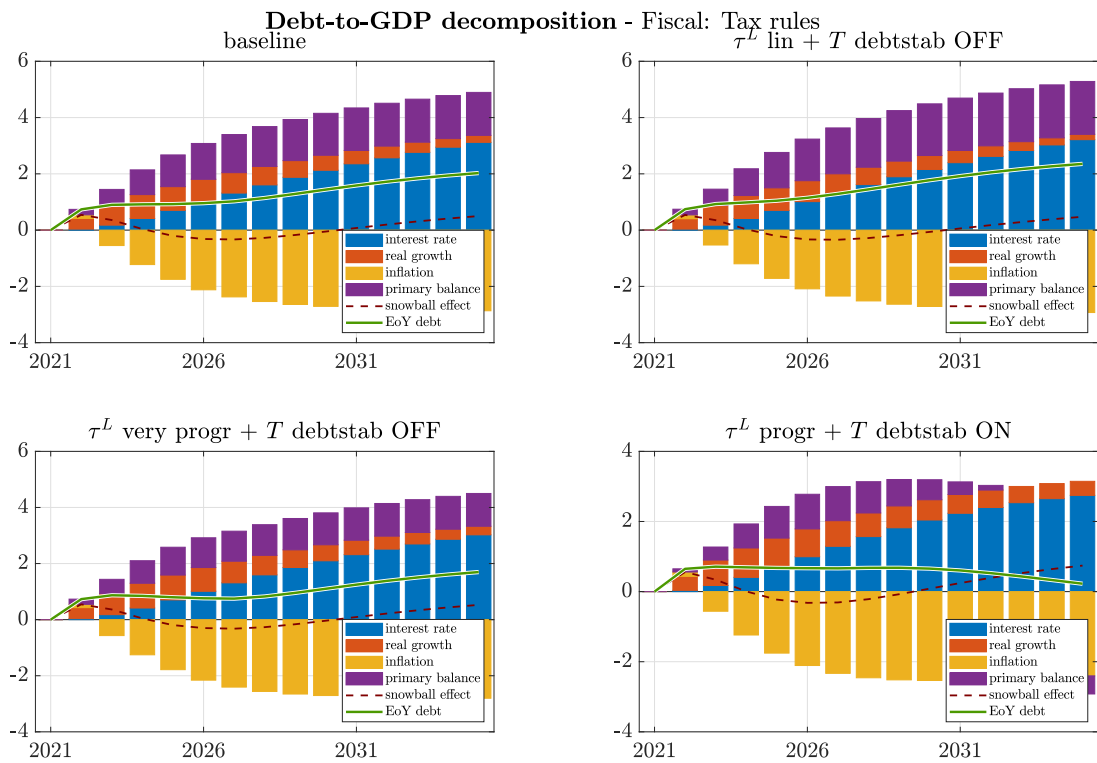 Debt-to-GDP decomposition - Fiscal: Tax rules
baseline
6
4
2
0
-2
-4
2021
2026
2031
interest rate
real growth
inflation
primary balance
snowball effect
EoY debt
τ^L lin + T debtstab OFF
6
4
2
0
-2
-4
2021
2026
2031
interest rate
real growth
inflation
primary balance
snowball effect
EoY debt
τ^L very progr + T debtstab OFF
6
4
2
0
-2
-4
2021
2026
2031
interest rate
real growth
inflation
primary balance
snowball effect
EoY debt
τ^L progr + T debtstab ON
4
2
0
-2
-4
2021
2026
2031
interest rate
real growth
inflation
primary balance
snowball effect
EoY debt